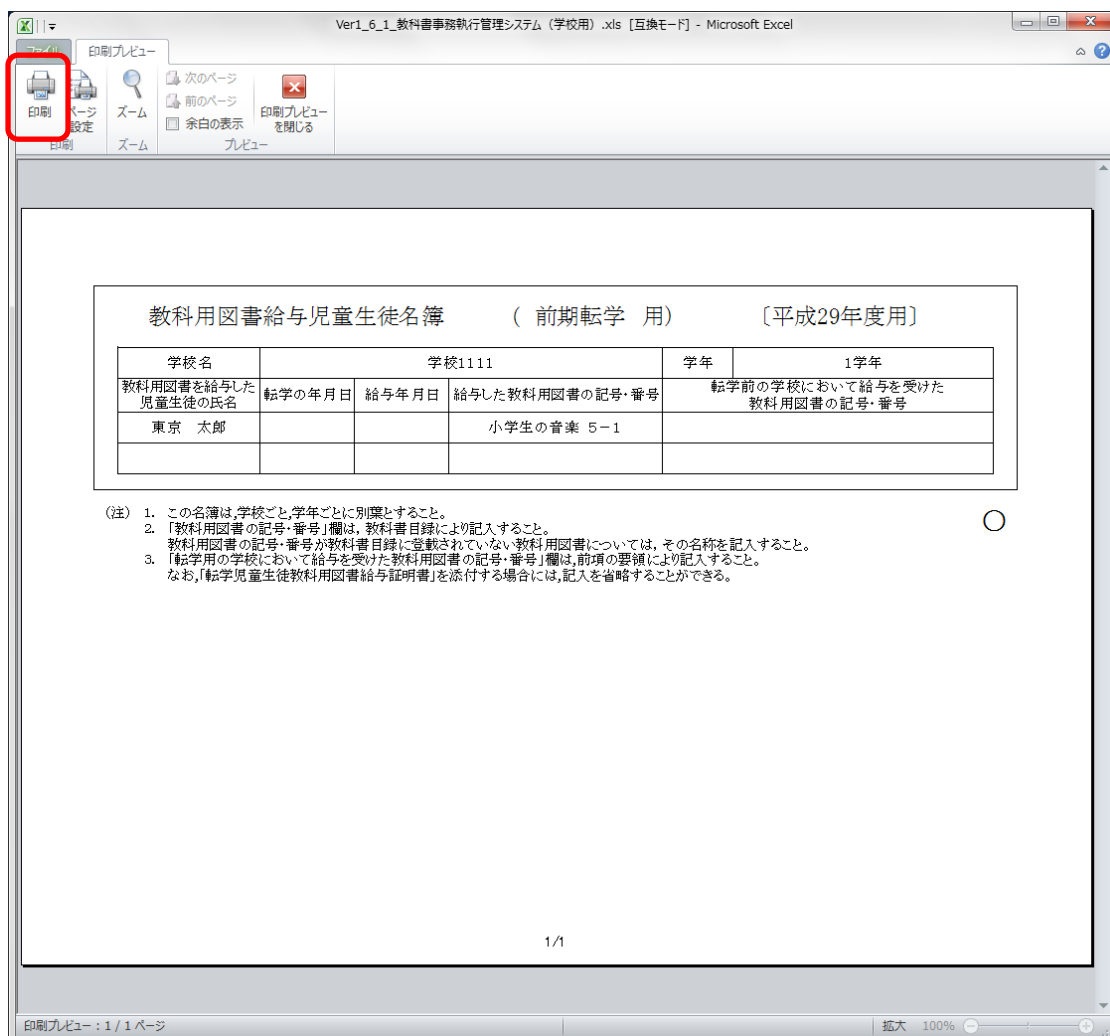 Ver1_6_1_教科書事務執行管理システム（学校用）.xls [互換モード] - Microsoft Excel
ファイル
印刷プレビュー
印刷
ページ
設定
ズーム
次のページ
前のページ
余白の表示
印刷プレビュー
を閉じる
印刷
ズーム
プレビュー
教科用図書給与児童生徒名簿 （ 前期転学 用） 〔平成29年度用〕
学校名 学校1111 学年 1学年
教科用図書を給与した
児童生徒の氏名
転学の年月日 給与年月日 給与した教科用図書の記号・番号
転学前の学校において給与を受けた
教科用図書の記号・番号
東京 太郎 小学生の音楽 5-1
(注) 1. この名簿は,学校ごと,学年ごとに別葉とすること。
2. 「教科用図書の記号・番号」欄は, 教科書目録により記入すること。
教科用図書の記号・番号が教科書目録に登載されていない教科用図書については, その名称を記入すること。
3. 「転学用の学校において給与を受けた教科用図書の記号・番号」欄は,前項の要領により記入すること。
なお,「転学児童生徒教科用図書給与証明書」を添付する場合には,記入を省略することができる。
○
1/1
印刷プレビュー：1 / 1 ページ
拡大 100%